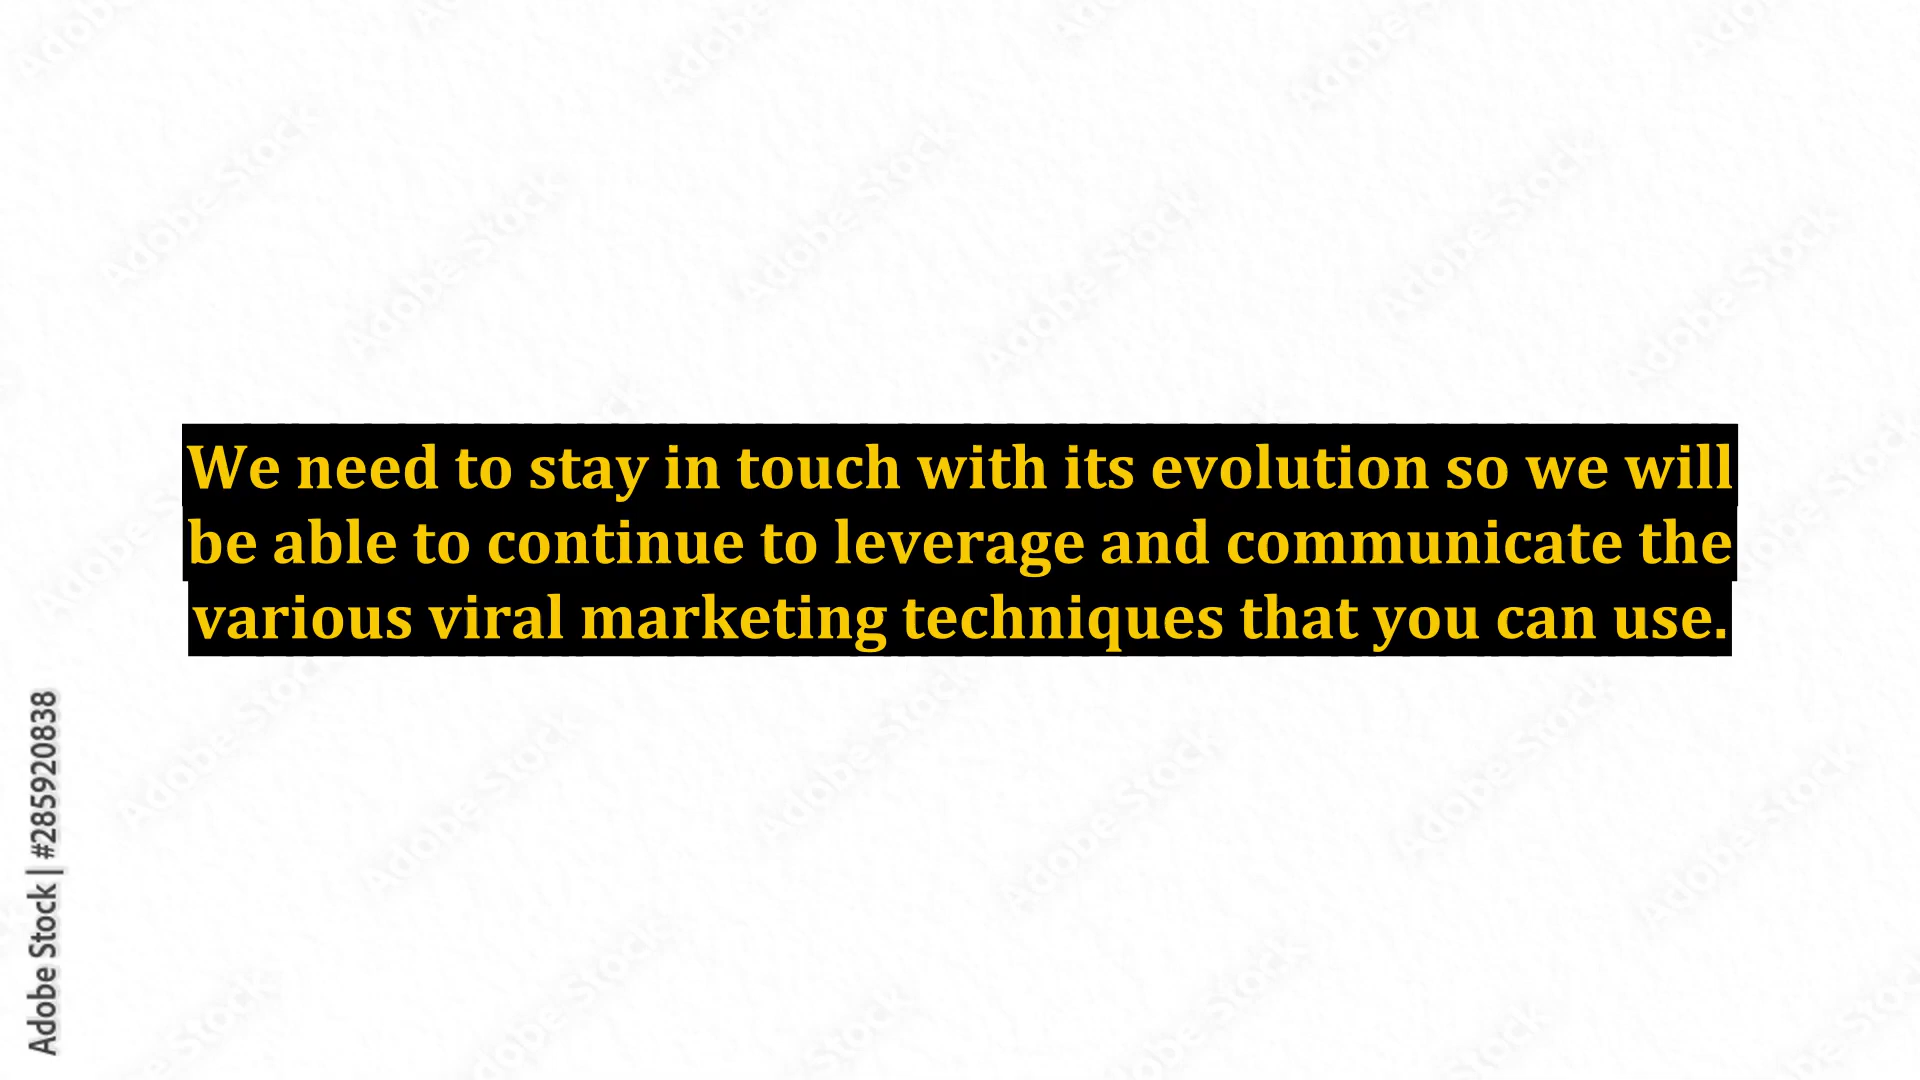 We need to stay in touch with its evolution so we will
be able to continue to leverage and communicate the
various viral marketing techniques that you can use.
Adobe Stock | #285920838